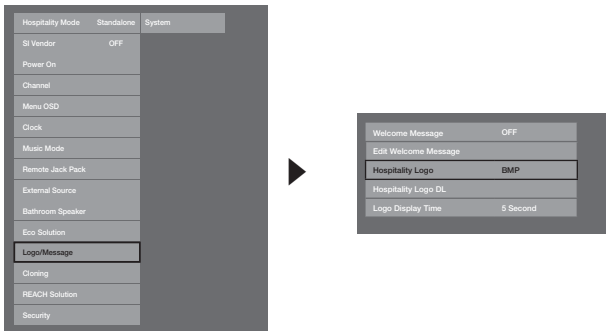 Hospitality Mode Standalone System
SI Vendor OFF
Power On
Channel
Menu OSD
Clock
Music Mode
Remote Jack Pack
External Source
Bathroom Speaker
Eco Solution
Logo/Message
Cloning
REACH Solution
Security
Welcome Message OFF
Edit Welcome Message
Hospitality Logo BMP
Hospitality Logo DL
Logo Display Time 5 Second